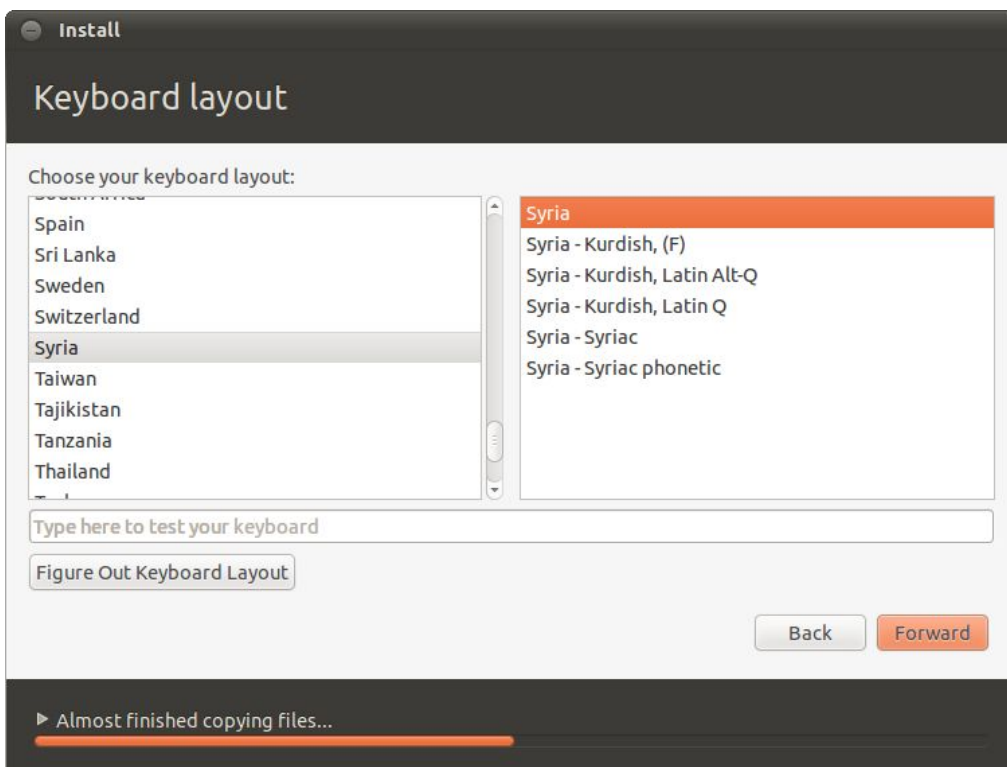 Install
Keyboard layout
Choose your keyboard layout:
Spain
Sri Lanka
Sweden
Switzerland
Syria
Taiwan
Tajikistan
Tanzania
Thailand
Syria
Syria - Kurdish, (F)
Syria - Kurdish, Latin Alt-Q
Syria - Kurdish, Latin Q
Syria - Syriac
Syria - Syriac phonetic
Type here to test your keyboard
Figure Out Keyboard Layout
Back
Forward
Almost finished copying files...